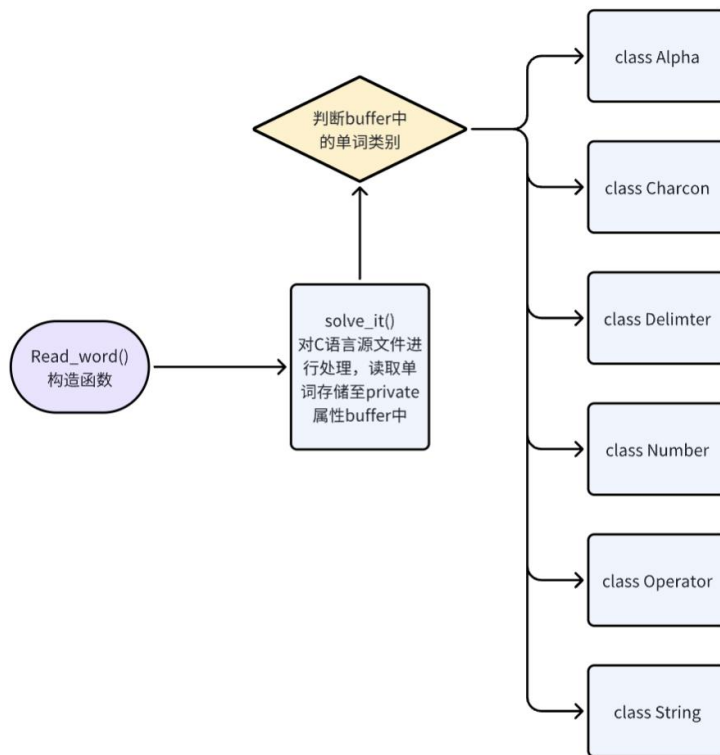 class Alpha
判断buffer中
的单词类别
class Charcon
solve_it()
对C语言源文件进
行处理，读取单
词存储至private
属性buffer中
class Delimter
Read_word()
构造函数
class Number
class Operator
class String